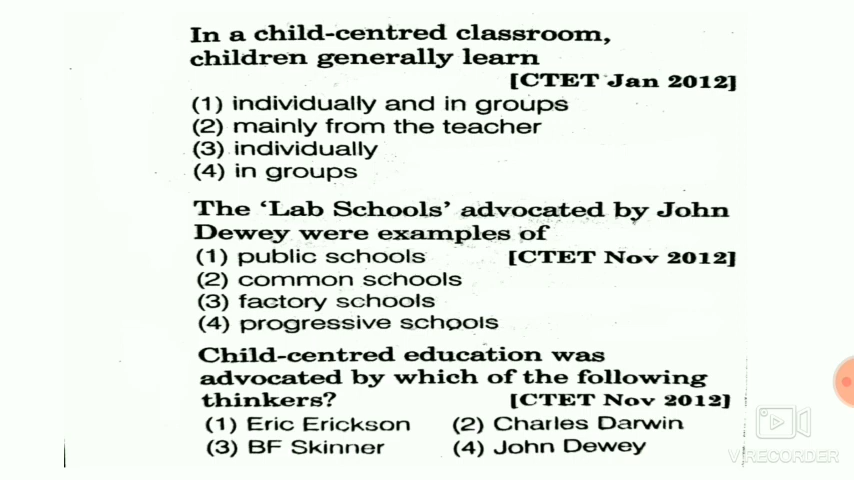 In a child-centred classroom,
children generally learn
[CTET Jan 2012]
(1) individually and in groups
(2) mainly from the teacher
(3) individually
(4) in groups
The ‘Lab Schools’ advocated by John
Dewey were examples of
(1) public schools [CTET Nov 2012]
(2) common schools
(3) factory schools
(4) progressive schools
Child-centred education was
advocated by which of the following
thinkers? [CTET Nov 2012]
(1) Eric Erickson (2) Charles Darwin
(3) BF Skinner (4) John Dewey
VIRECORDER